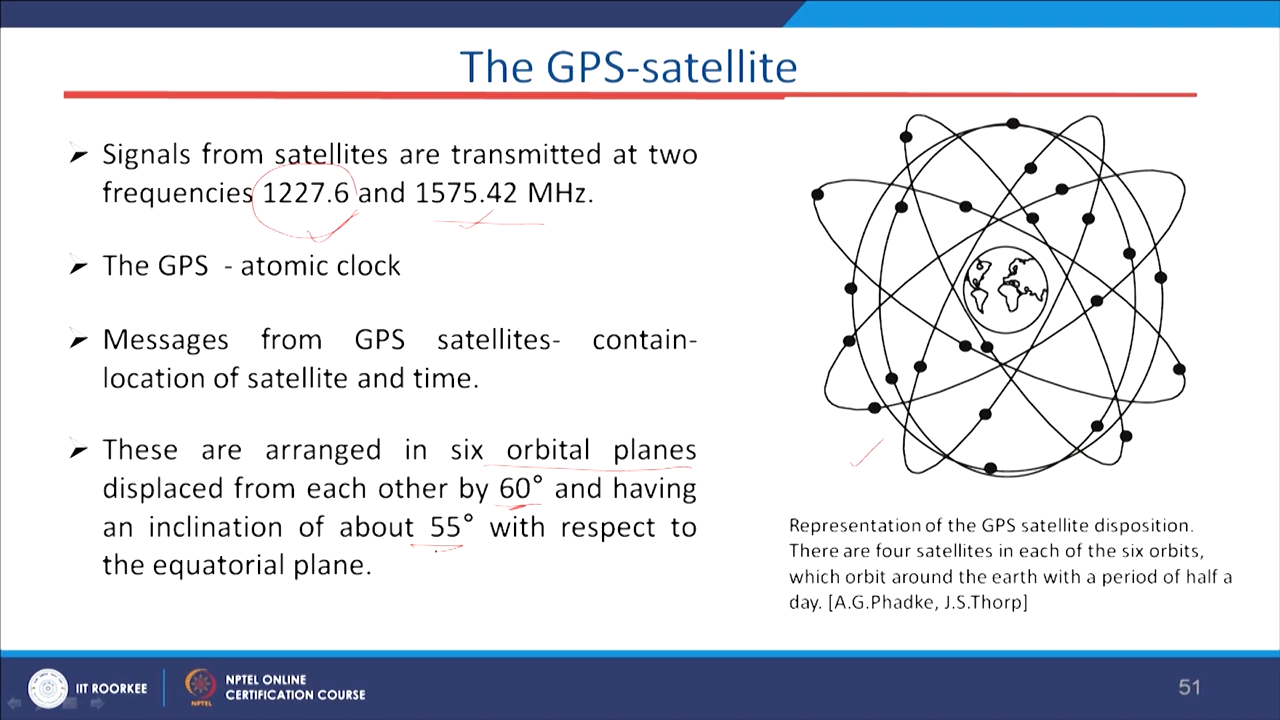 The GPS-satellite
Signals from satellites are transmitted at two
frequencies 1227.6 and 1575.42 MHz.
The GPS - atomic clock
Messages from GPS satellites- contain-
location of satellite and time.
These are arranged in six orbital planes
displaced from each other by 60° and having
an inclination of about 55° with respect to
the equatorial plane.
Representation of the GPS satellite disposition.
There are four satellites in each of the six orbits,
which orbit around the earth with a period of half a
day. [A.G.Phadke, J.S.Thorp]
IIT ROORKEE
NPTEL
NPTEL ONLINE
CERTIFICATION COURSE
51